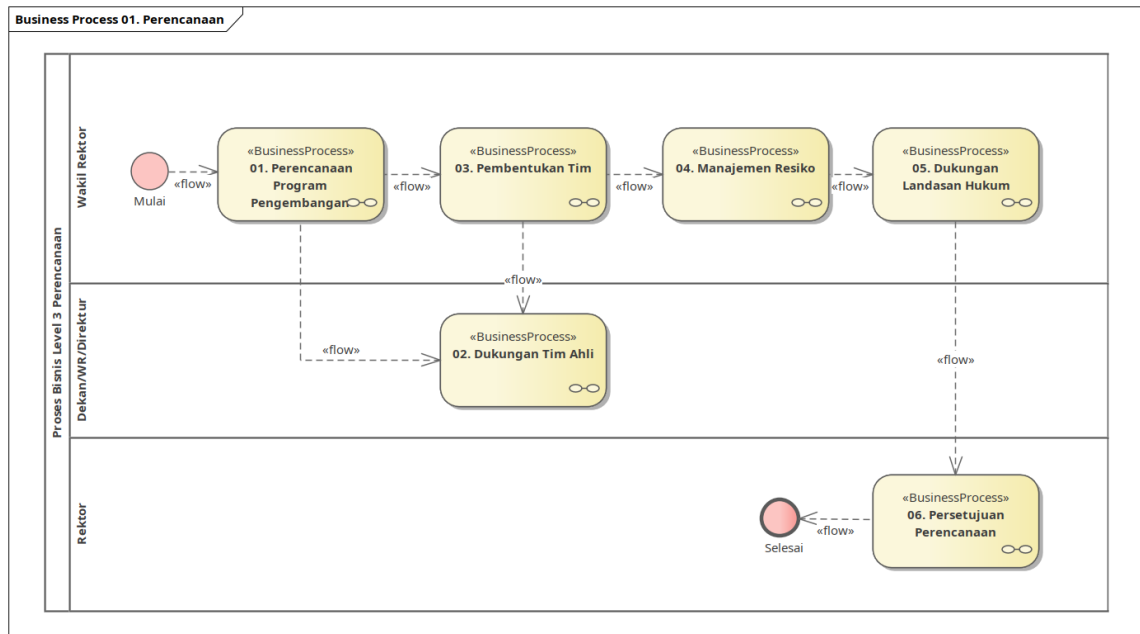 Business Process 01. Perencanaan
Proses Bisnis Level 3 Perencanaan
Wakil Rektor
Mulai
«flow»
«BusinessProcess»
01. Perencanaan
Program
Pengembangan
«flow»
«BusinessProcess»
03. Pembentukan Tim
«flow»
«BusinessProcess»
04. Manajemen Resiko
«flow»
«BusinessProcess»
05. Dukungan
Landasan Hukum
«flow»
Dekan/WR/Direktur
«flow»
«BusinessProcess»
02. Dukungan Tim Ahli
«flow»
Rektor
«BusinessProcess»
06. Persetujuan
Perencanaan
«flow»
Selesai